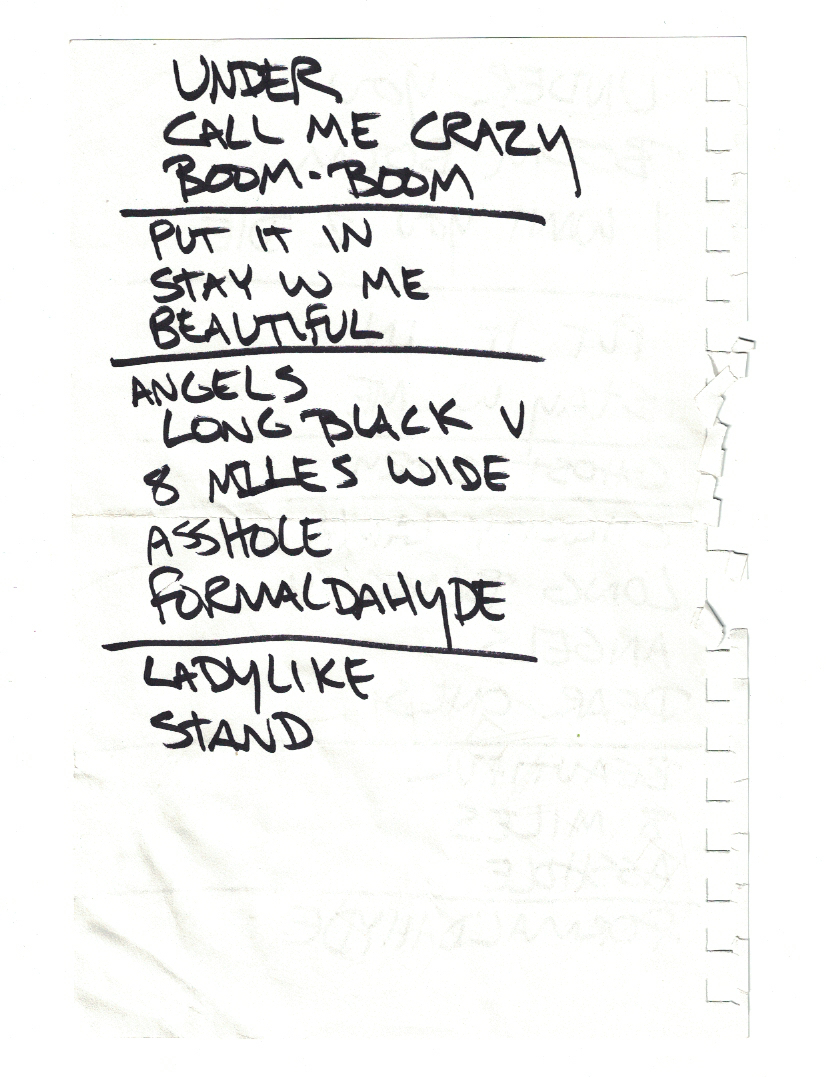 UNDER
CALL ME CRAZY
BOOM-BOOM
PUT IT IN
STAY W ME
BEAUTIFUL
ANGELS
LONG BLACK V
8 MILES WIDE
ASSHOLE
FORMALDAHYDE
LADYLIKE
STAND